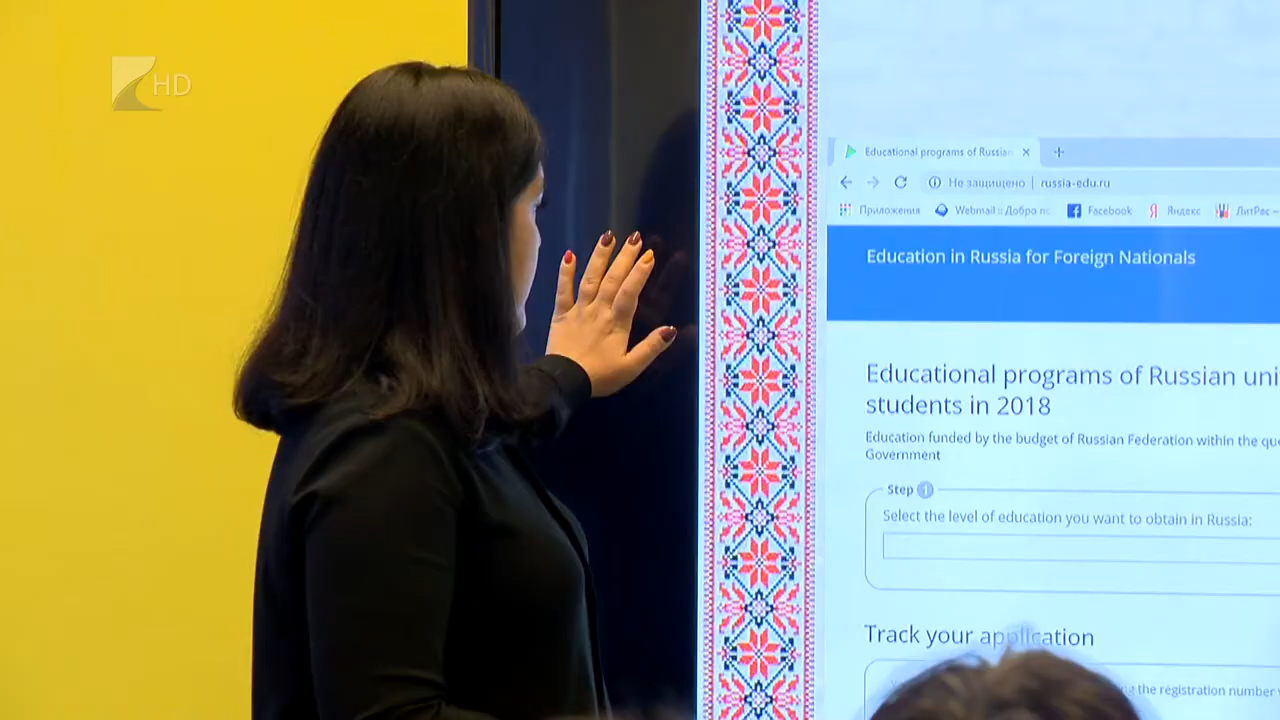 HD
Educational programs of Russian
Не защищено | russia-edu.ru
Приложения Webmail :: Добро по Facebook Яндекс ЛитРес –
Education in Russia for Foreign Nationals
Educational programs of Russian uni
students in 2018
Education funded by the budget of Russian Federation within the quo
Government
Step 1
Select the level of education you want to obtain in Russia:
Track your application
the registration number